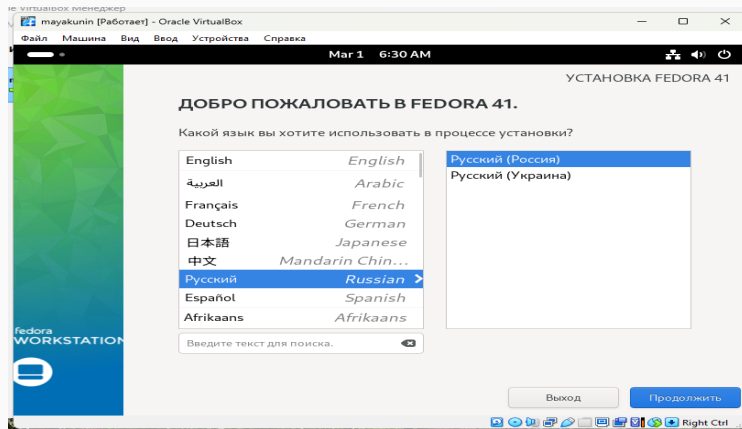 le VirtualBox Менеджер
mayakunin [Работает] - Oracle VirtualBox
Файл Машина Вид Ввод Устройства Справка
Mar 1 6:30 AM
УСТАНОВКА FEDORA 41
ДОБРО ПОЖАЛОВАТЬ В FEDORA 41.
Какой язык вы хотите использовать в процессе установки?
English English
العربية Arabic
Français French
Deutsch German
日本語 Japanese
中文 Mandarin Chin...
Русский Russian
Español Spanish
Afrikaans Afrikaans
Русский (Россия)
Русский (Украина)
Введите текст для поиска.
fedora
WORKSTATION
Выход Продолжить
Right Ctrl